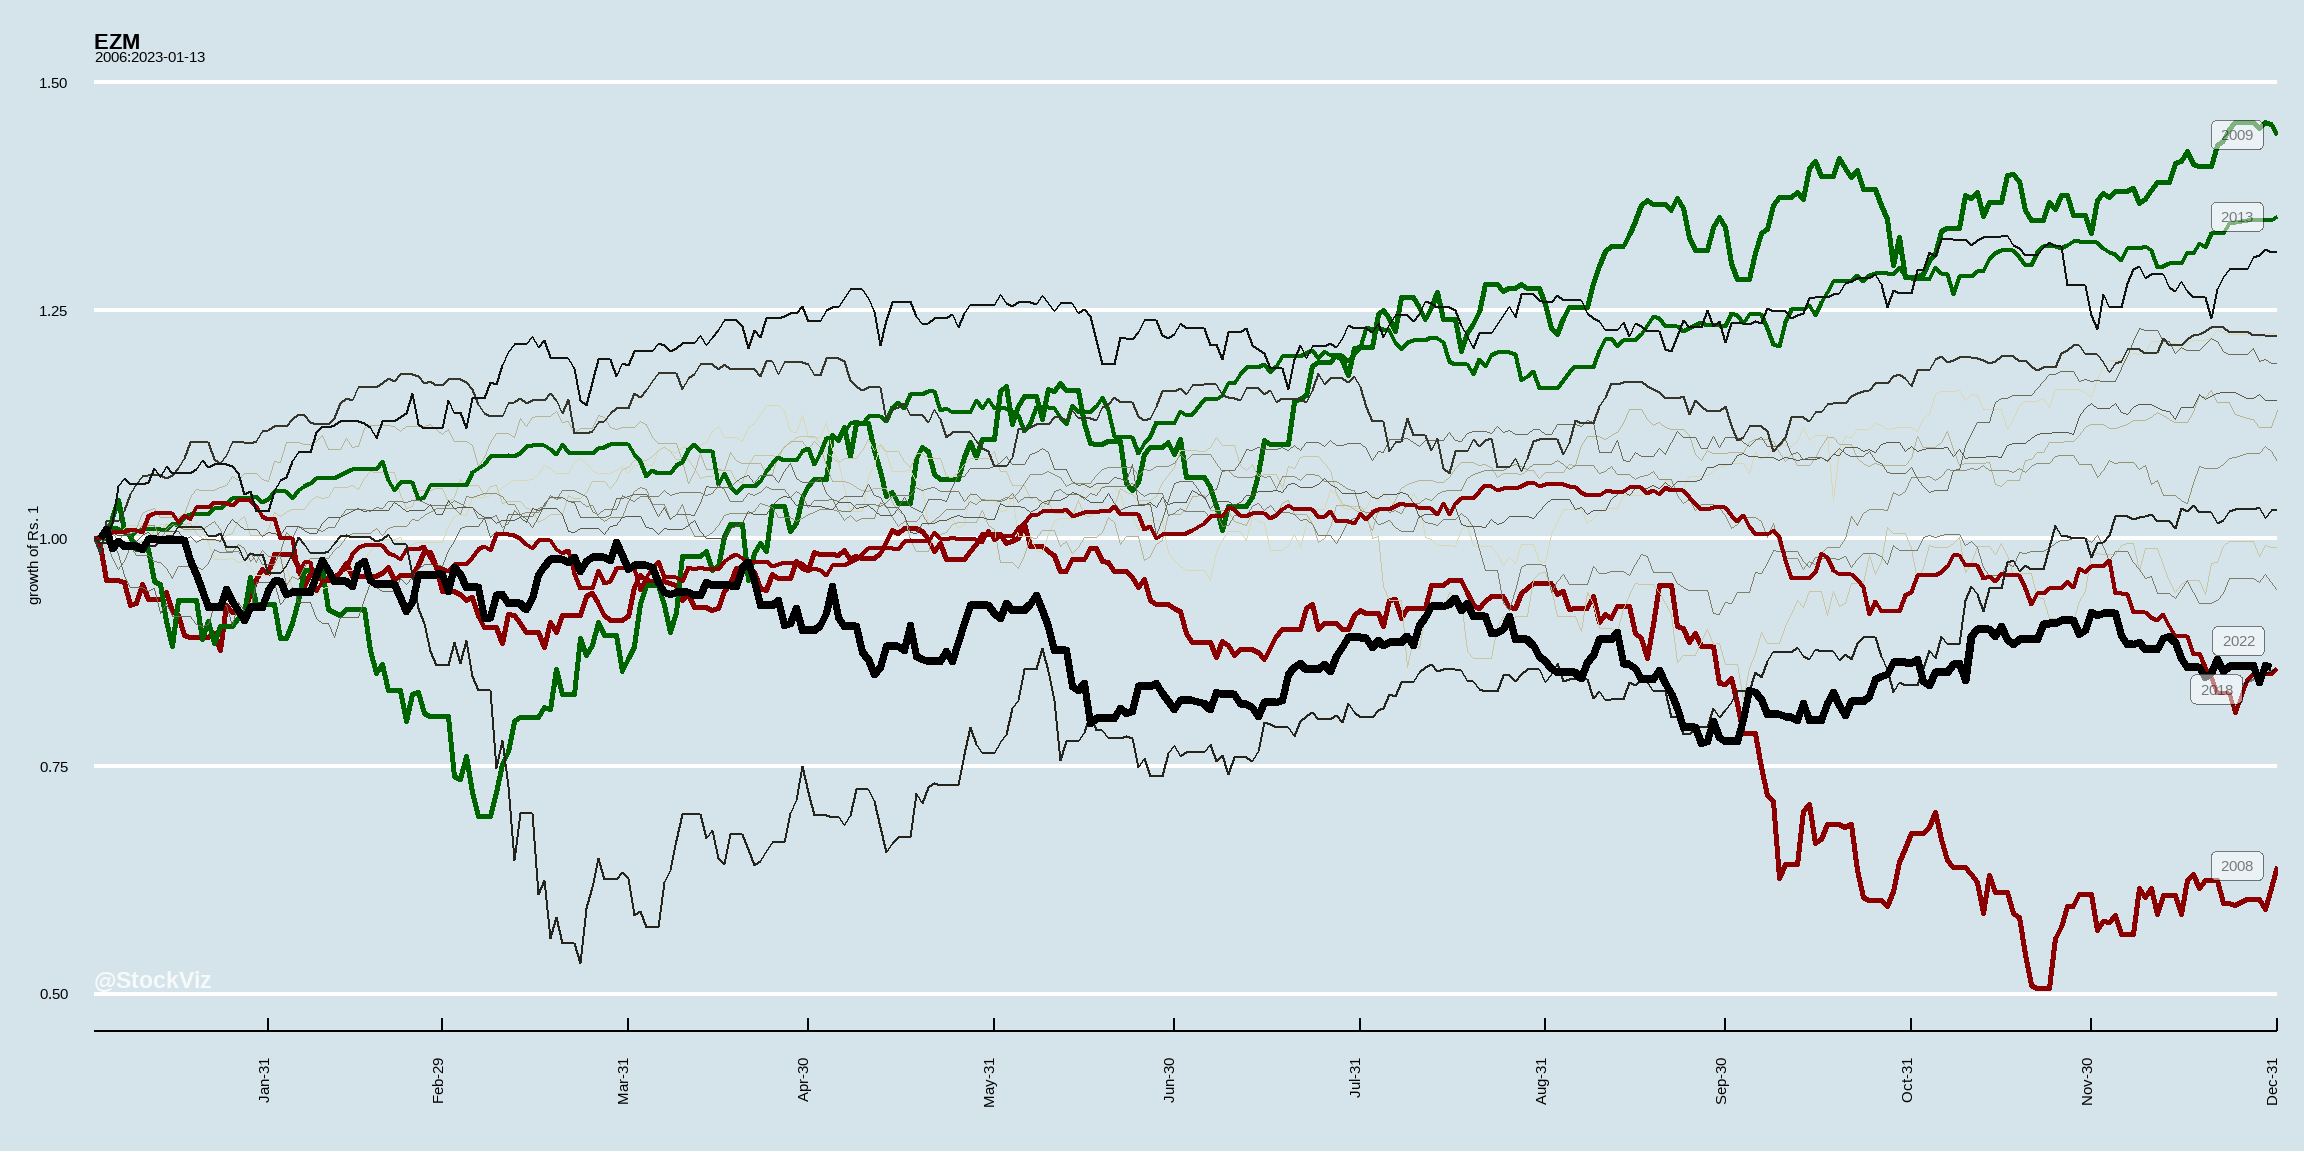 EZM
2006:2023-01-13
1.50
1.25
1.00
0.75
0.50
growth of Rs. 1
2009
2013
2022
2018
2008
@StockViz
Jan-31
Feb-29
Mar-31
Apr-30
May-31
Jun-30
Jul-31
Aug-31
Sep-30
Oct-31
Nov-30
Dec-31